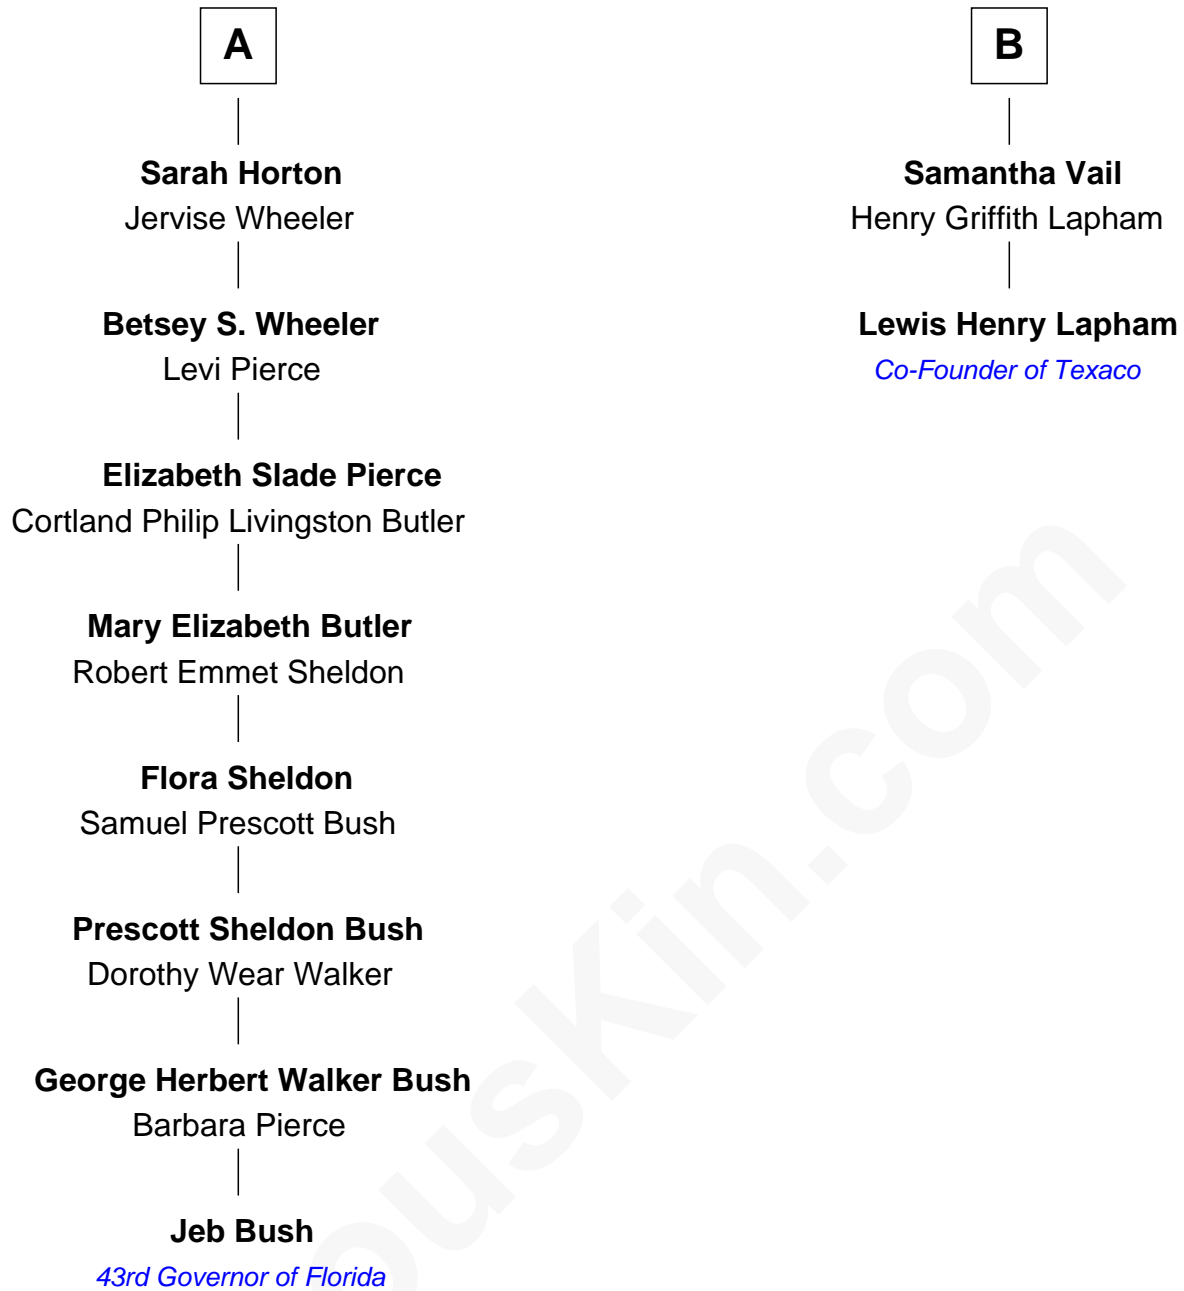 A
B
Sarah Horton
Jervise Wheeler
Samantha Vail
Henry Griffith Lapham
Betsey S. Wheeler
Levi Pierce
Lewis Henry Lapham
Co-Founder of Texaco
Elizabeth Slade Pierce
Cortland Philip Livingston Butler
Mary Elizabeth Butler
Robert Emmet Sheldon
Flora Sheldon
Samuel Prescott Bush
Prescott Sheldon Bush
Dorothy Wear Walker
George Herbert Walker Bush
Barbara Pierce
Jeb Bush
43rd Governor of Florida
ousKin.com